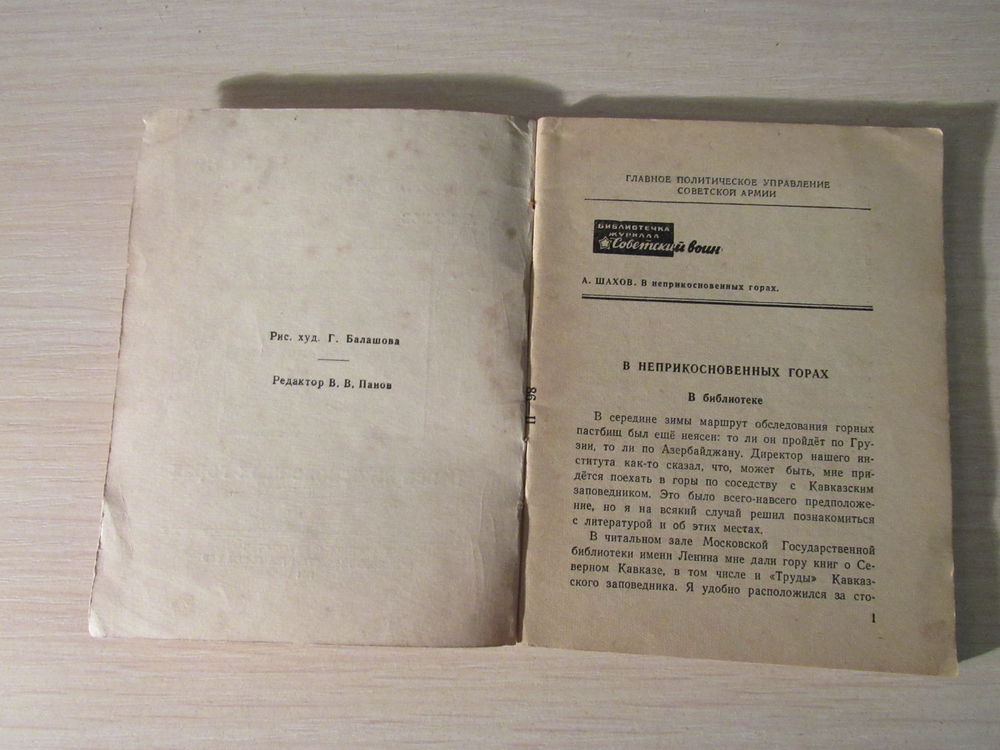 Рис. худ. Г. Балашова
Редактор В. В. Панов
ГЛАВНОЕ ПОЛИТИЧЕСКОЕ УПРАВЛЕНИЕ
СОВЕТСКОЙ АРМИИ
БИБЛИОТЕЧКА
ЖУРНАЛА
Советский воин
А. ШАХОВ. В неприкосновенных горах.
В НЕПРИКОСНОВЕННЫХ ГОРАХ
В библиотеке
В середине зимы маршрут обследования горных
пастбищ был ещё неясен: то ли он пройдёт по Гру-
зии, то ли по Азербайджану. Директор нашего ин-
ститута как-то сказал, что, может быть, мне при-
дётся поехать в горы по соседству с Кавказским
заповедником. Это было всего-навсего предположе-
ние, но я на всякий случай решил познакомиться
с литературой и об этих местах.
В читальном зале Московской Государственной
библиотеки имени Ленина мне дали гору книг о Се-
верном Кавказе, в том числе и «Труды» Кавказ-
ского заповедника. Я удобно расположился за сто-
1